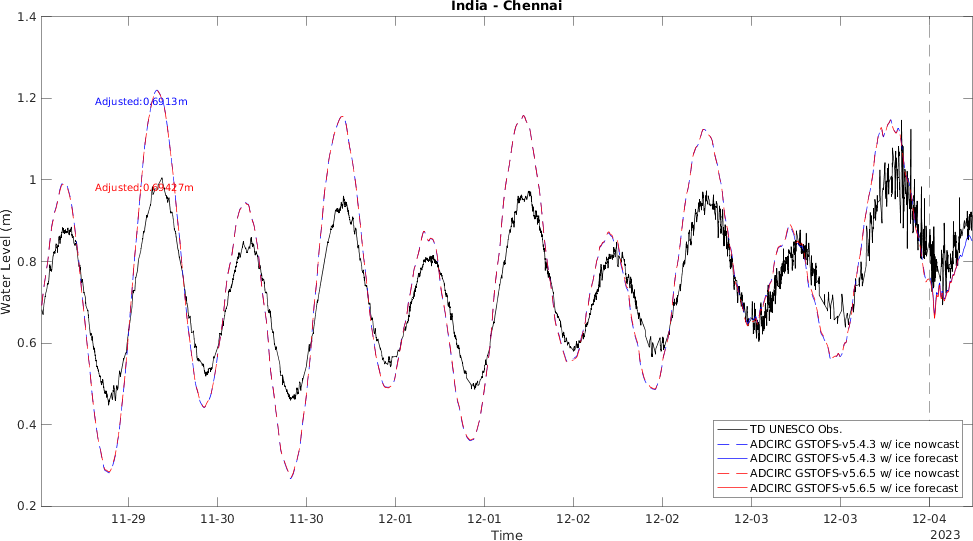 India - Chennai
1.4
1.2
1
0.8
0.6
0.4
0.2
Water Level (m)
Adjusted:0.6913m
Adjusted:0.69427m
TD UNESCO Obs.
ADCIRC GSTOFS-v5.4.3 w/ ice nowcast
ADCIRC GSTOFS-v5.4.3 w/ ice forecast
ADCIRC GSTOFS-v5.6.5 w/ ice nowcast
ADCIRC GSTOFS-v5.6.5 w/ ice forecast
11-29 11-30 11-30 12-01 12-01 12-02 12-02 12-03 12-03 12-04
2023
Time